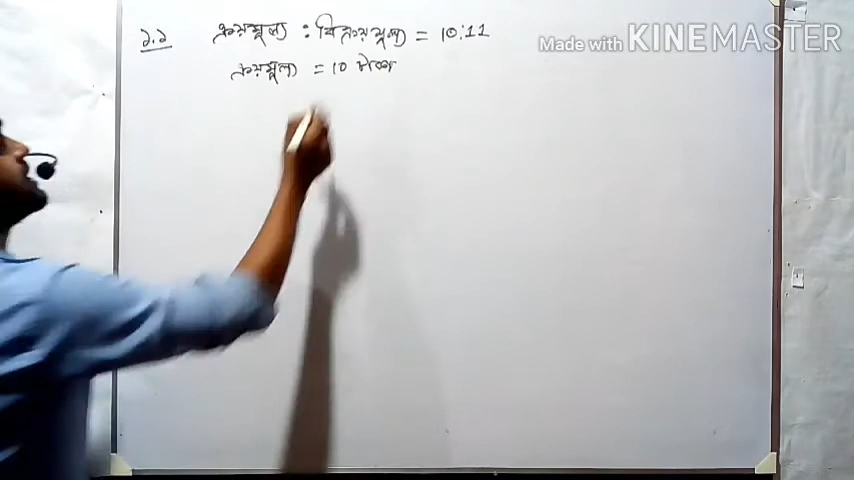 ১.১ ক্রয়মূল্য : বিক্রয়মূল্য = 10:11
ক্রয়মূল্য = 10 টাকা
Made with KINEMASTER